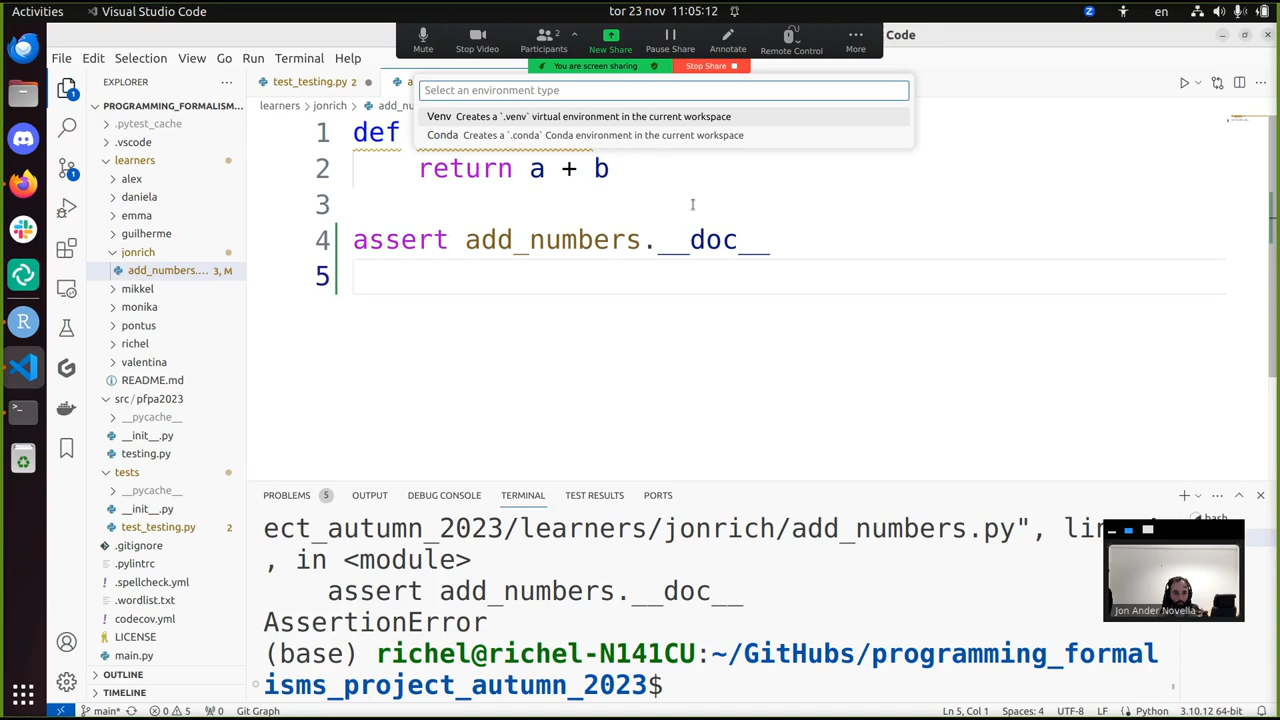 Activities
Visual Studio Code
tor 23 nov 11:05:12
en
Code
File Edit Selection View Go Run Terminal Help
Mute
Stop Video
Participants
2
New Share
Pause Share
Annotate
Remote Control
More
You are screen sharing
Stop Share
EXPLORER
PROGRAMMING_FORMALISM...
.pytest_cache
.vscode
learners
alex
daniela
emma
guilherme
jonrich
add_numbers.... 3, M
mikkel
monika
pontus
richel
valentina
README.md
src/pfpa2023
__pycache__
__init__.py
testing.py
tests
__pycache__
__init__.py
test_testing.py 2
.gitignore
.pylintrc
.spellcheck.yml
.wordlist.txt
codecov.yml
LICENSE
main.py
OUTLINE
TIMELINE
test_testing.py 2
learners > jonrich >
Select an environment type
Venv Creates a `.venv` virtual environment in the current workspace
Conda Creates a `.conda` Conda environment in the current workspace
1 def
2 return a + b
3
4 assert add_numbers.__doc__
5
PROBLEMS 5 OUTPUT DEBUG CONSOLE TERMINAL TEST RESULTS PORTS
bash
ect_autumn_2023/learners/jonrich/add_numbers.py",
, in <module>
assert add_numbers.__doc__
AssertionError
(base) richel@richel-N141CU:~/GitHubs/programming_formal
isms_project_autumn_2023$
Jon Ander Novella
main* 0 5 0 Git Graph
Ln 5, Col 1 Spaces: 4 UTF-8 LF Python 3.10.12 64-bit